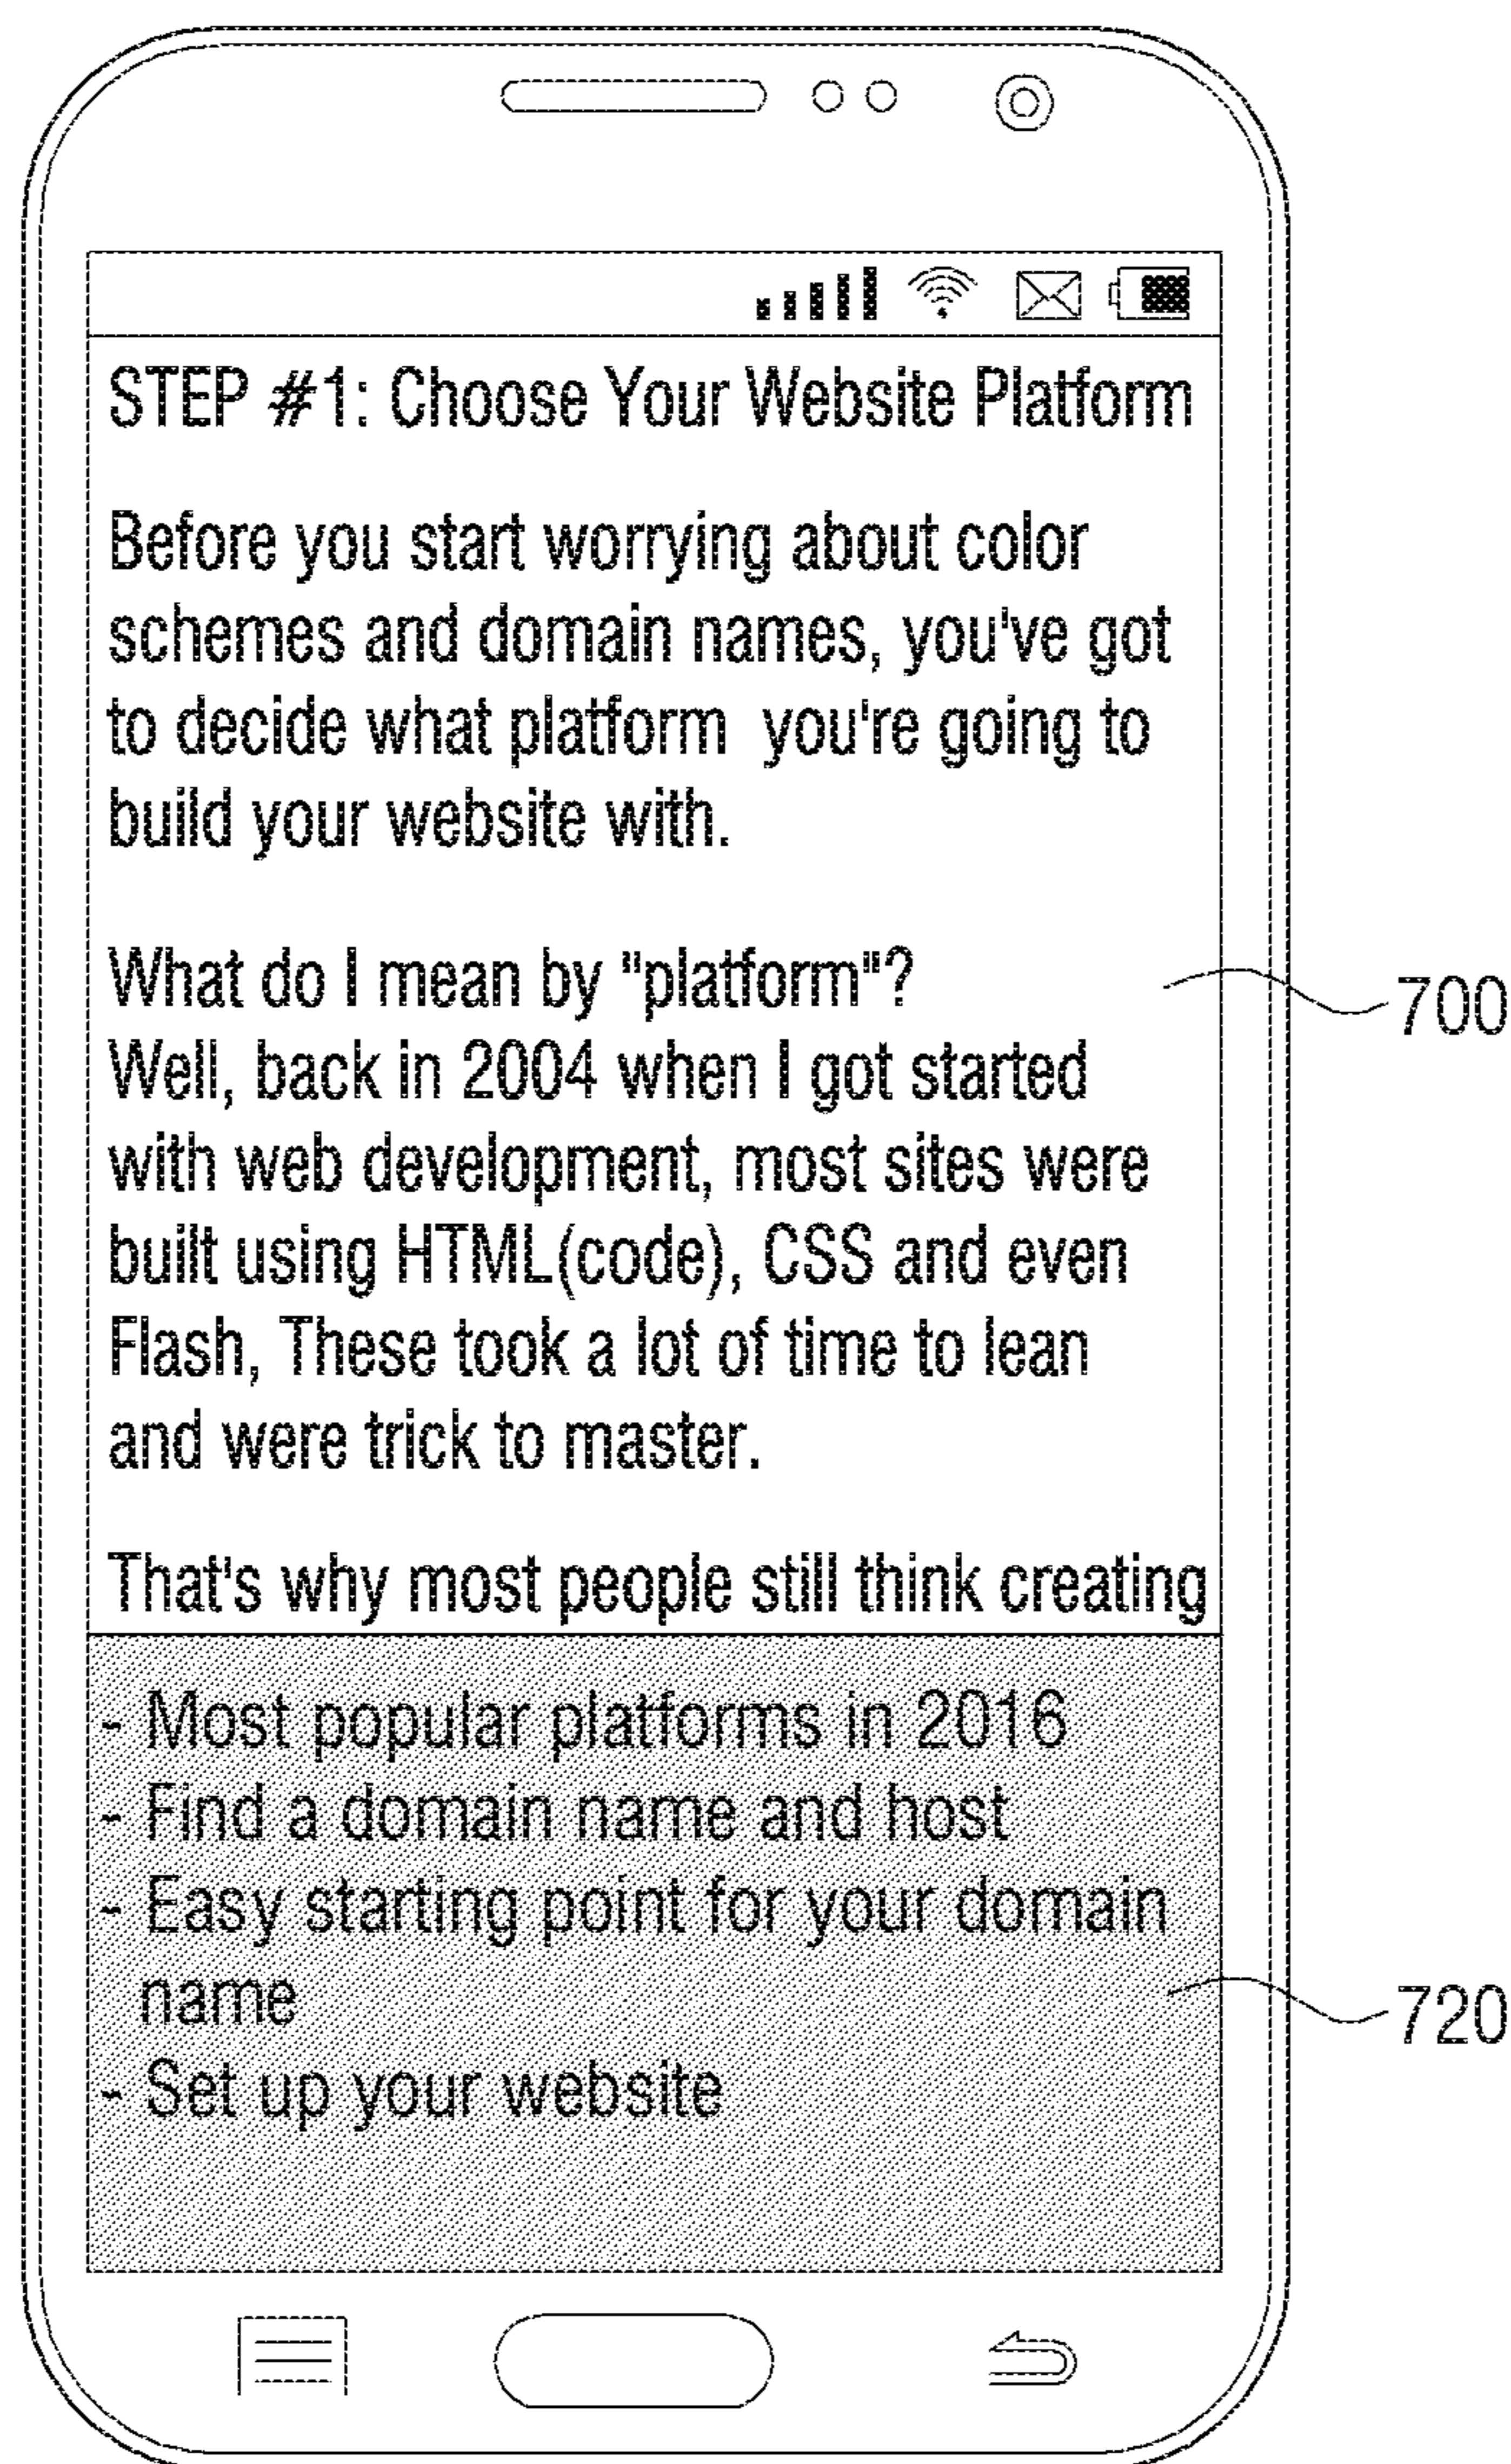 STEP #1: Choose Your Website Platform
Before you start worrying about color
schemes and domain names, you've got
to decide what platform  you're going to
build your website with.
What do I mean by "platform"?
700
Well, back in 2004 when I got started
with web development, most sites were
built using HTML(code), CSS and even
Flash, These took a lot of time to lean
and were trick to master.
That's why most people still think creating
- Most popular platforms in 2016
- Find a domain name and host
- Easy starting point for your domain
name
720
- Set up your website